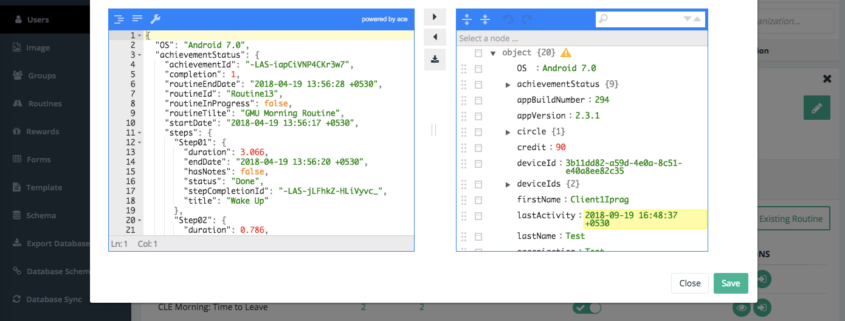 Users
Image
Groups
Routines
Rewards
Forms
Template
Schema
Export Database
Database Schem
Database Sync
powered by ace
1 {
2 "OS": "Android 7.0",
3 "achievementStatus": {
4 "achievementId": "-LAS-iapCiVNP4CKr3w7",
5 "completion": 1,
6 "routineEndDate": "2018-04-19 13:56:28 +0530",
7 "routineId": "Routine13",
8 "routineInProgress": false,
9 "routineTilte": "GMU Morning Routine",
10 "startDate": "2018-04-19 13:56:17 +0530",
11 "steps": {
12 "Step01": {
13 "duration": 3.066,
14 "endDate": "2018-04-19 13:56:20 +0530",
15 "hasNotes": false,
16 "status": "Done",
17 "stepCompletionId": "-LAS-jLFhkZ-HLiVyvc_",
18 "title": "Wake Up"
19 },
20 "Step02": {
21 "duration": 0.786,
Ln: 1 Col: 1
Select a node ...
object {20}
OS : Android 7.0
achievementStatus {9}
appBuildNumber : 294
appVersion : 2.3.1
circle {1}
credit : 90
deviceId : 3b11dd82-a59d-4e0a-8c51-
e40a8ee82c35
deviceIds {2}
firstName : Client1Iprag
lastActivity : 2018-09-19 16:48:37
+0530
lastName : Test
organization : Test
Close
Save
anization...
on
Existing Routine
NS
CLE Morning: Time to Leave 2 2